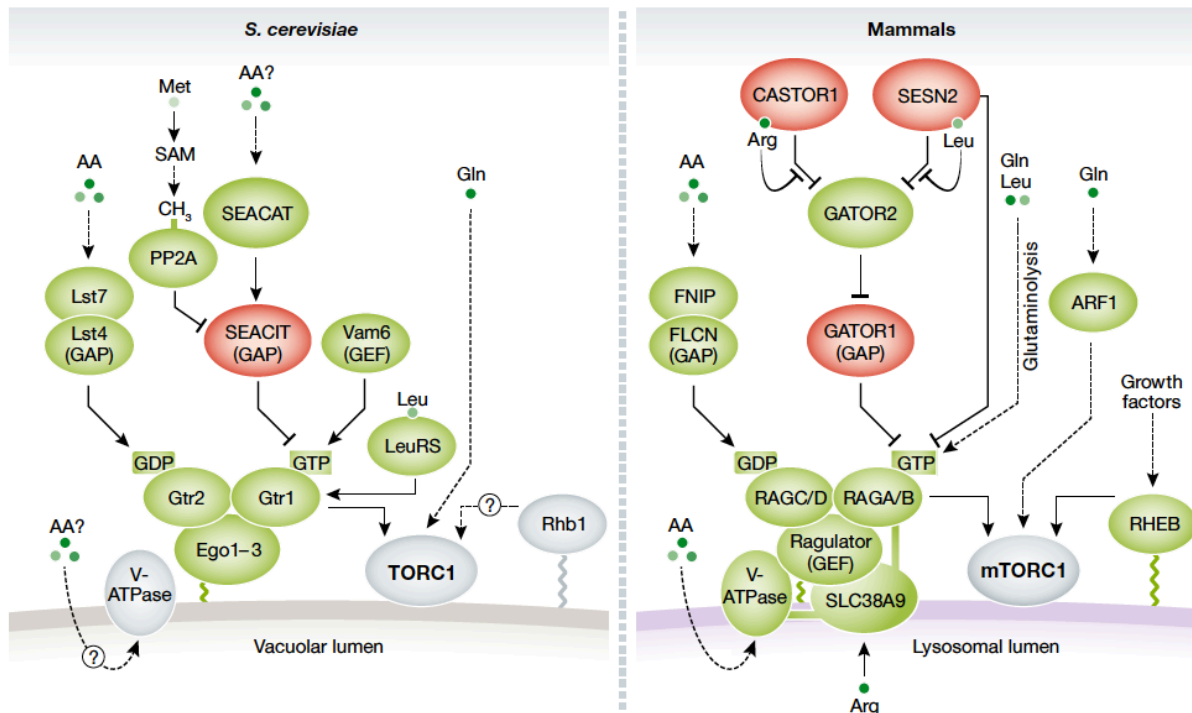 S. cerevisiae
AA?
Met
SAM
CH3
AA
SEACAT
PP2A
Gln
Lst7
Lst4
(GAP)
SEACIT
(GAP)
Vam6
(GEF)
Leu
LeuRS
GDP
GTP
Gtr2
Gtr1
?
Rhb1
AA?
Ego1–3
TORC1
V-
ATPase
?
Vacuolar lumen
Mammals
CASTOR1
SESN2
Arg
Leu
AA
Gln
Leu
Gln
GATOR2
FNIP
FLCN
(GAP)
GATOR1
(GAP)
Glutaminolysis
ARF1
Growth
factors
GDP
GTP
RAGC/D
RAGA/B
RHEB
AA
Ragulator
(GEF)
mTORC1
V-
ATPase
SLC38A9
Lysosomal lumen
Arg